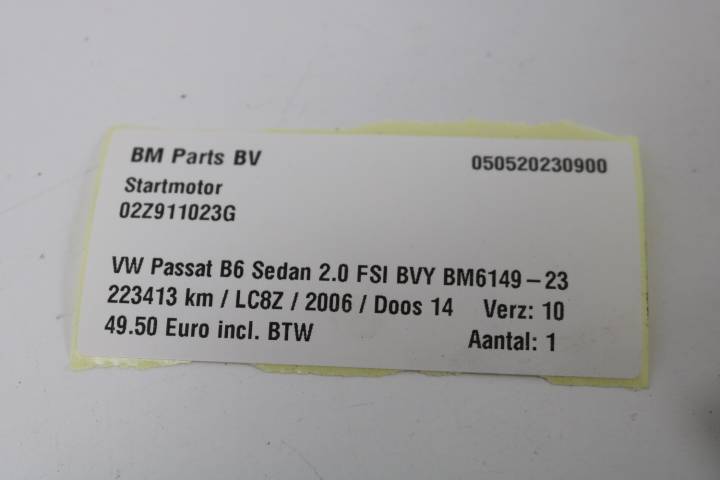 BM Parts BV 050520230900
Startmotor
02Z911023G
VW Passat B6 Sedan 2.0 FSI BVY BM6149-23
223413 km / LC8Z / 2006 / Doos 14 Verz: 10
49.50 Euro incl. BTW Aantal: 1